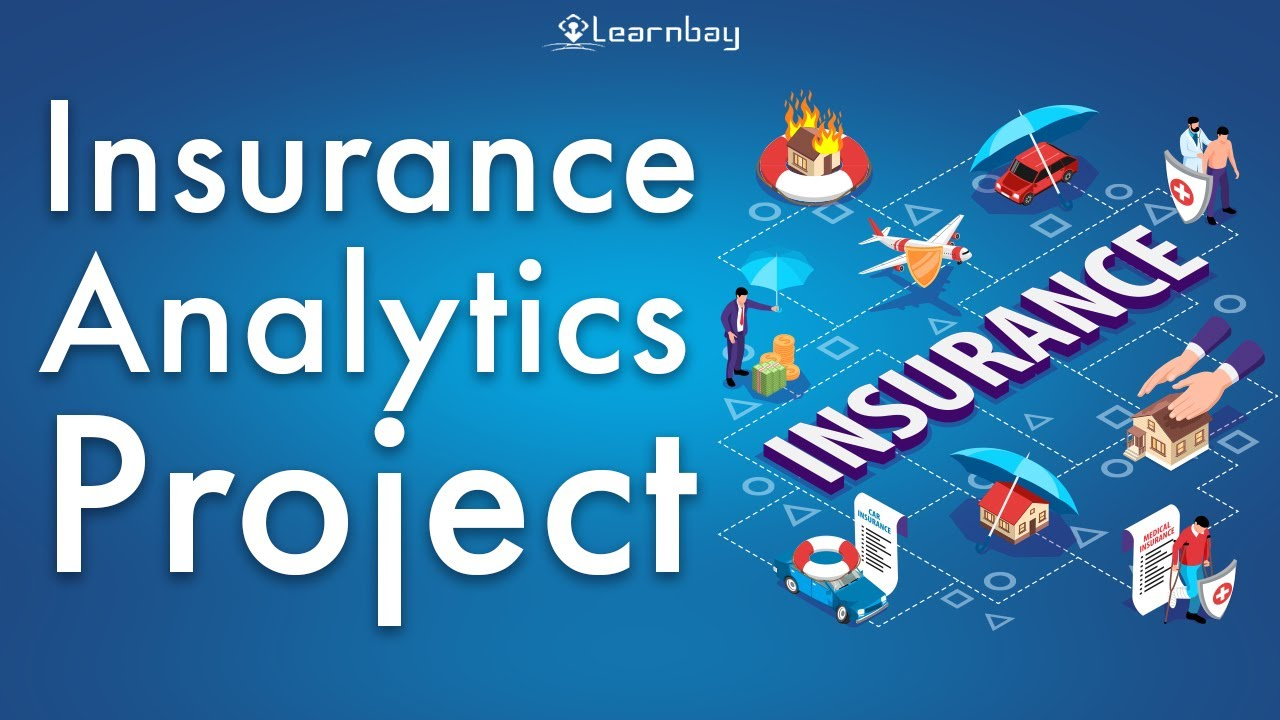 Learnbay
Insurance
Analytics
Project
INSURANCE
CAR
INSURANCE
MEDICAL
INSURANCE